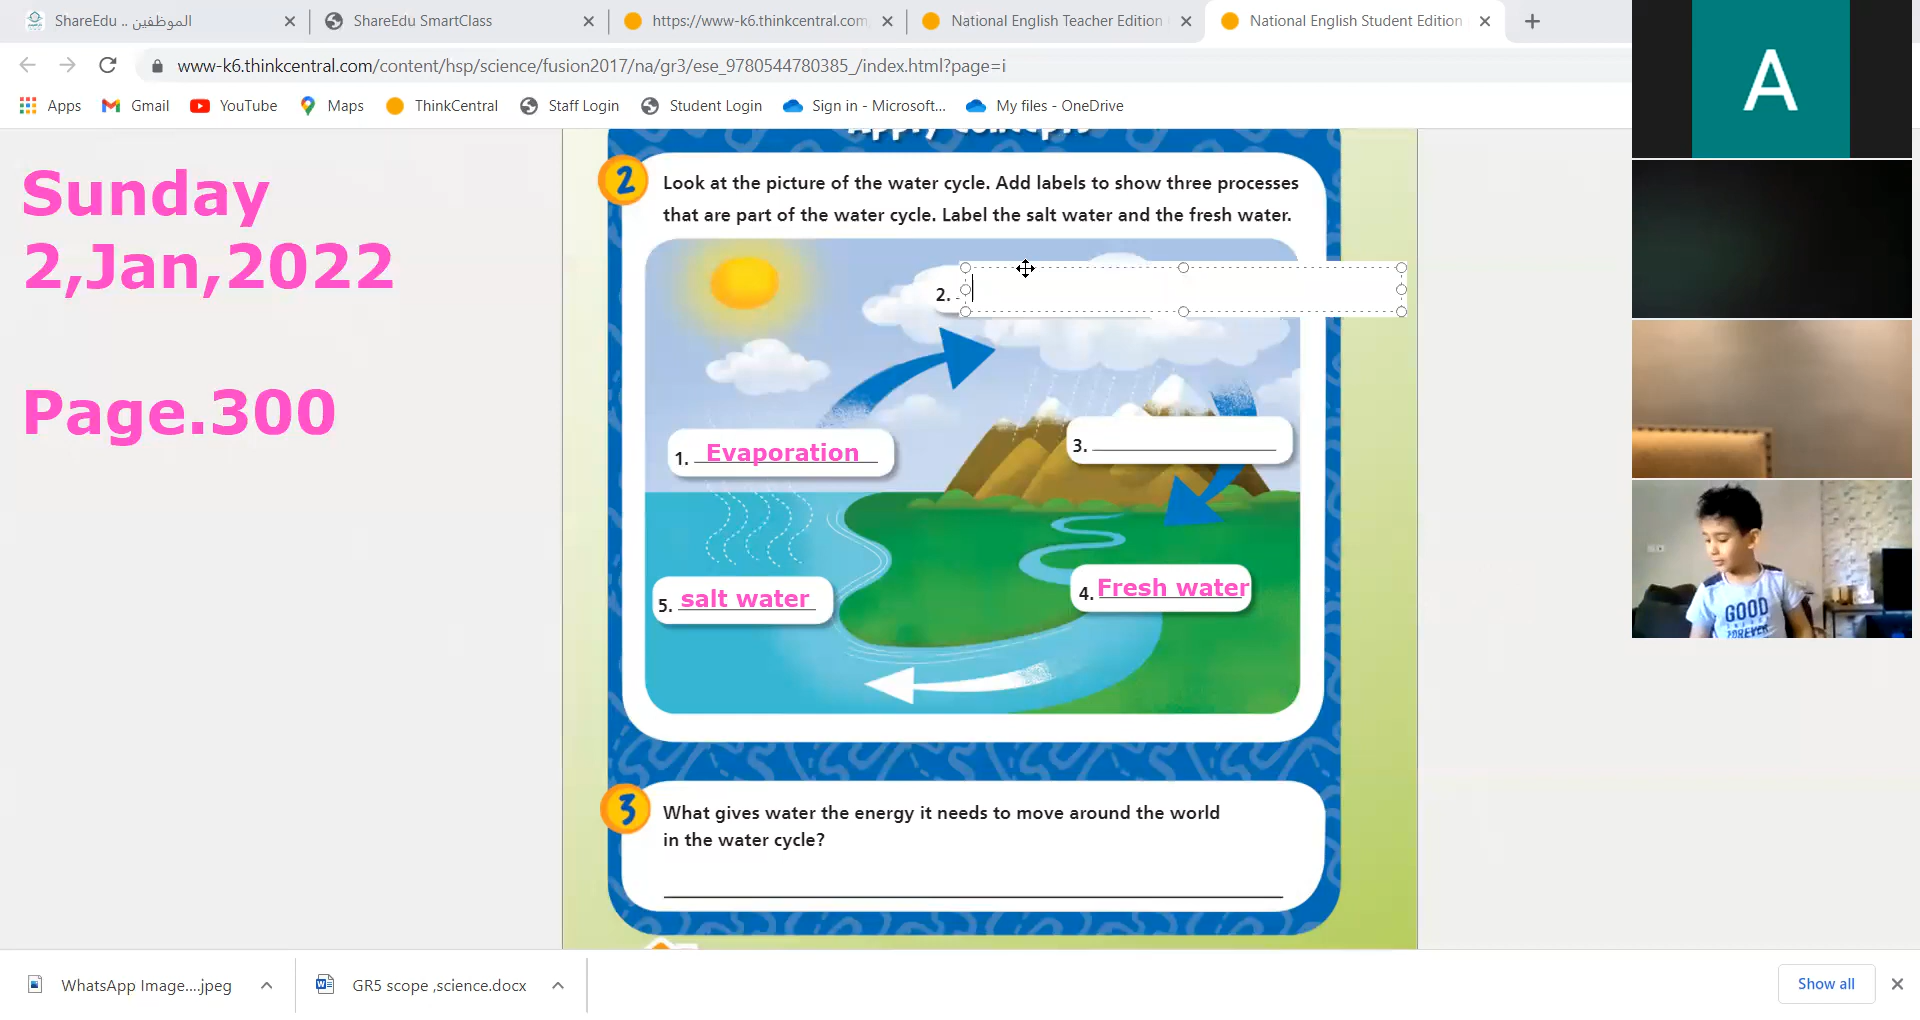 ShareEdu .. الموظفين
ShareEdu SmartClass
https://www-k6.thinkcentral.com
National English Teacher Edition
National English Student Edition
www-k6.thinkcentral.com/content/hsp/science/fusion2017/na/gr3/ese_9780544780385_/index.html?page=i
Apps
Gmail
YouTube
Maps
ThinkCentral
Staff Login
Student Login
Sign in - Microsoft...
My files - OneDrive
A
Sunday
2,Jan,2022
Page.300
Apply Concepts
2
Look at the picture of the water cycle. Add labels to show three processes
that are part of the water cycle. Label the salt water and the fresh water.
2.
1. Evaporation
3.
5. salt water
4. Fresh water
3
What gives water the energy it needs to move around the world
in the water cycle?
GOOD
FOREVER
WhatsApp Image....jpeg
GR5 scope ,science.docx
Show all